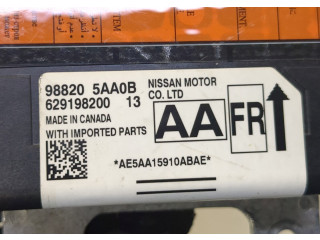 98820 5AA0B
NISSAN MOTOR
CO. LTD
629198200 13
MADE IN CANADA
WITH IMPORTED PARTS
AA
FR
*AE5AA15910ABAE*